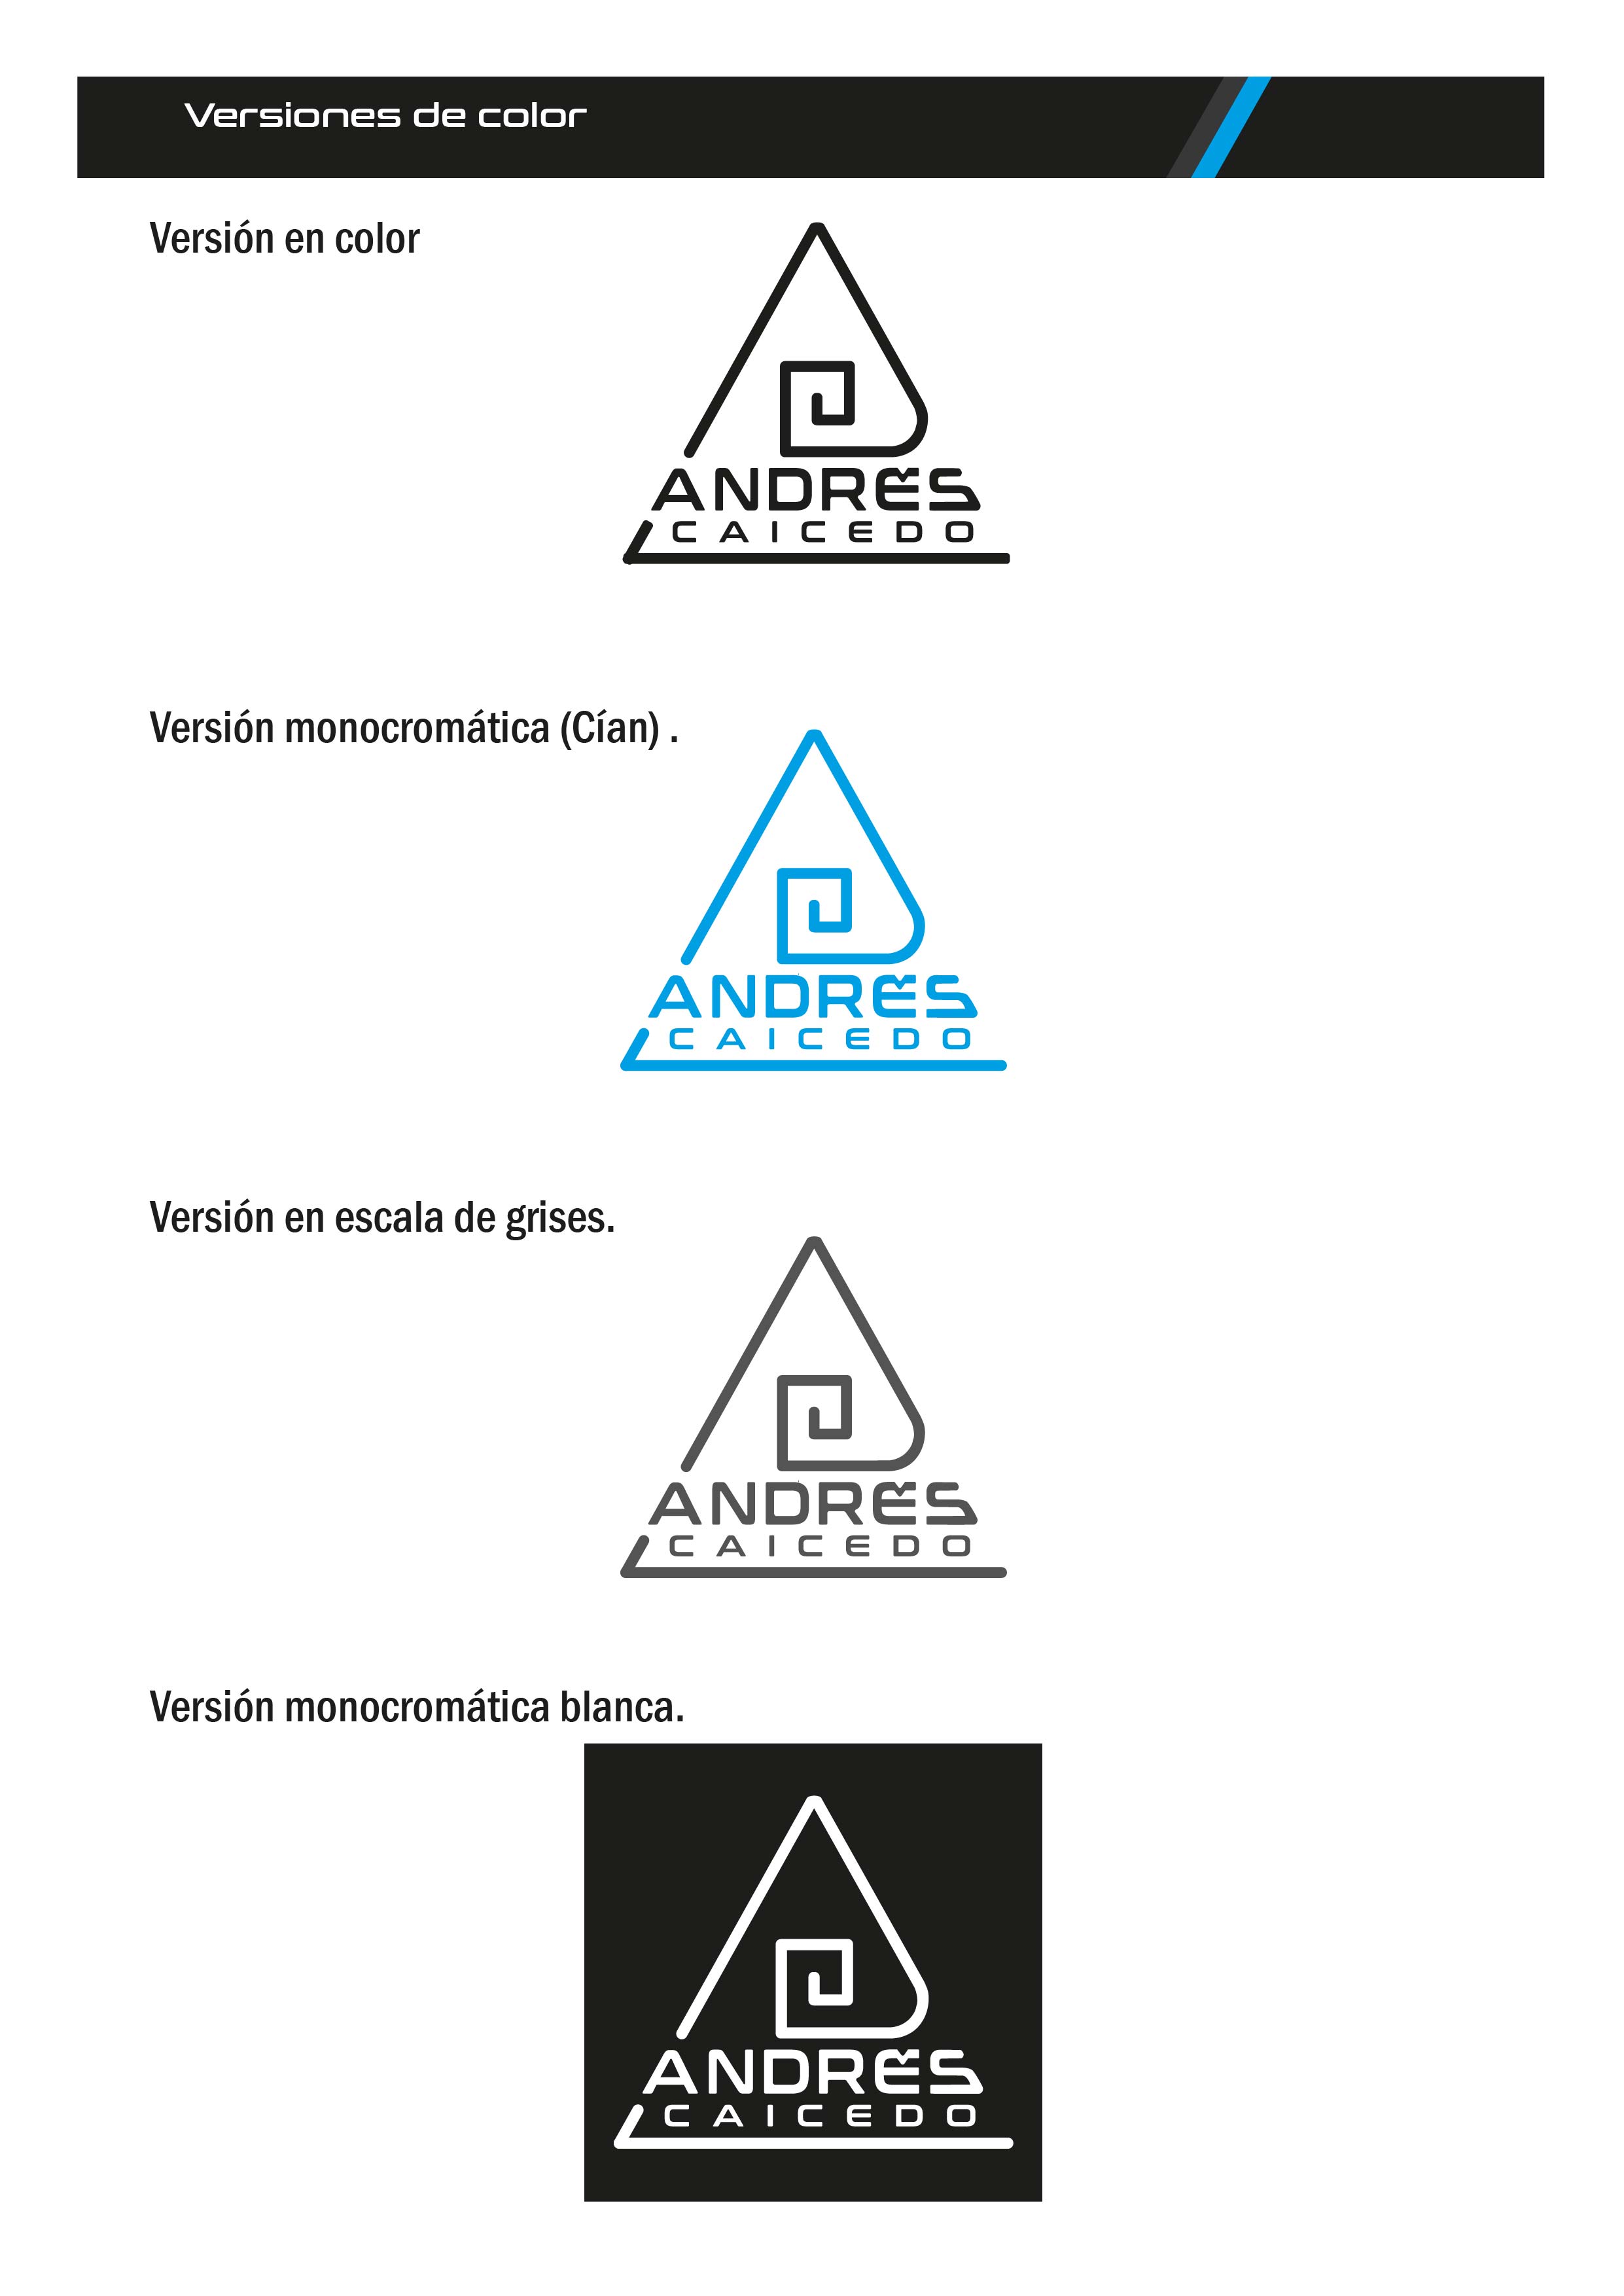 Versiones de color
Versión en color
ANDRÉS
CAICEDO
Versión monocromática (Cían) .
ANDRÉS
CAICEDO
Versión en escala de grises.
ANDRÉS
CAICEDO
Versión monocromática blanca.
ANDRÉS
CAICEDO